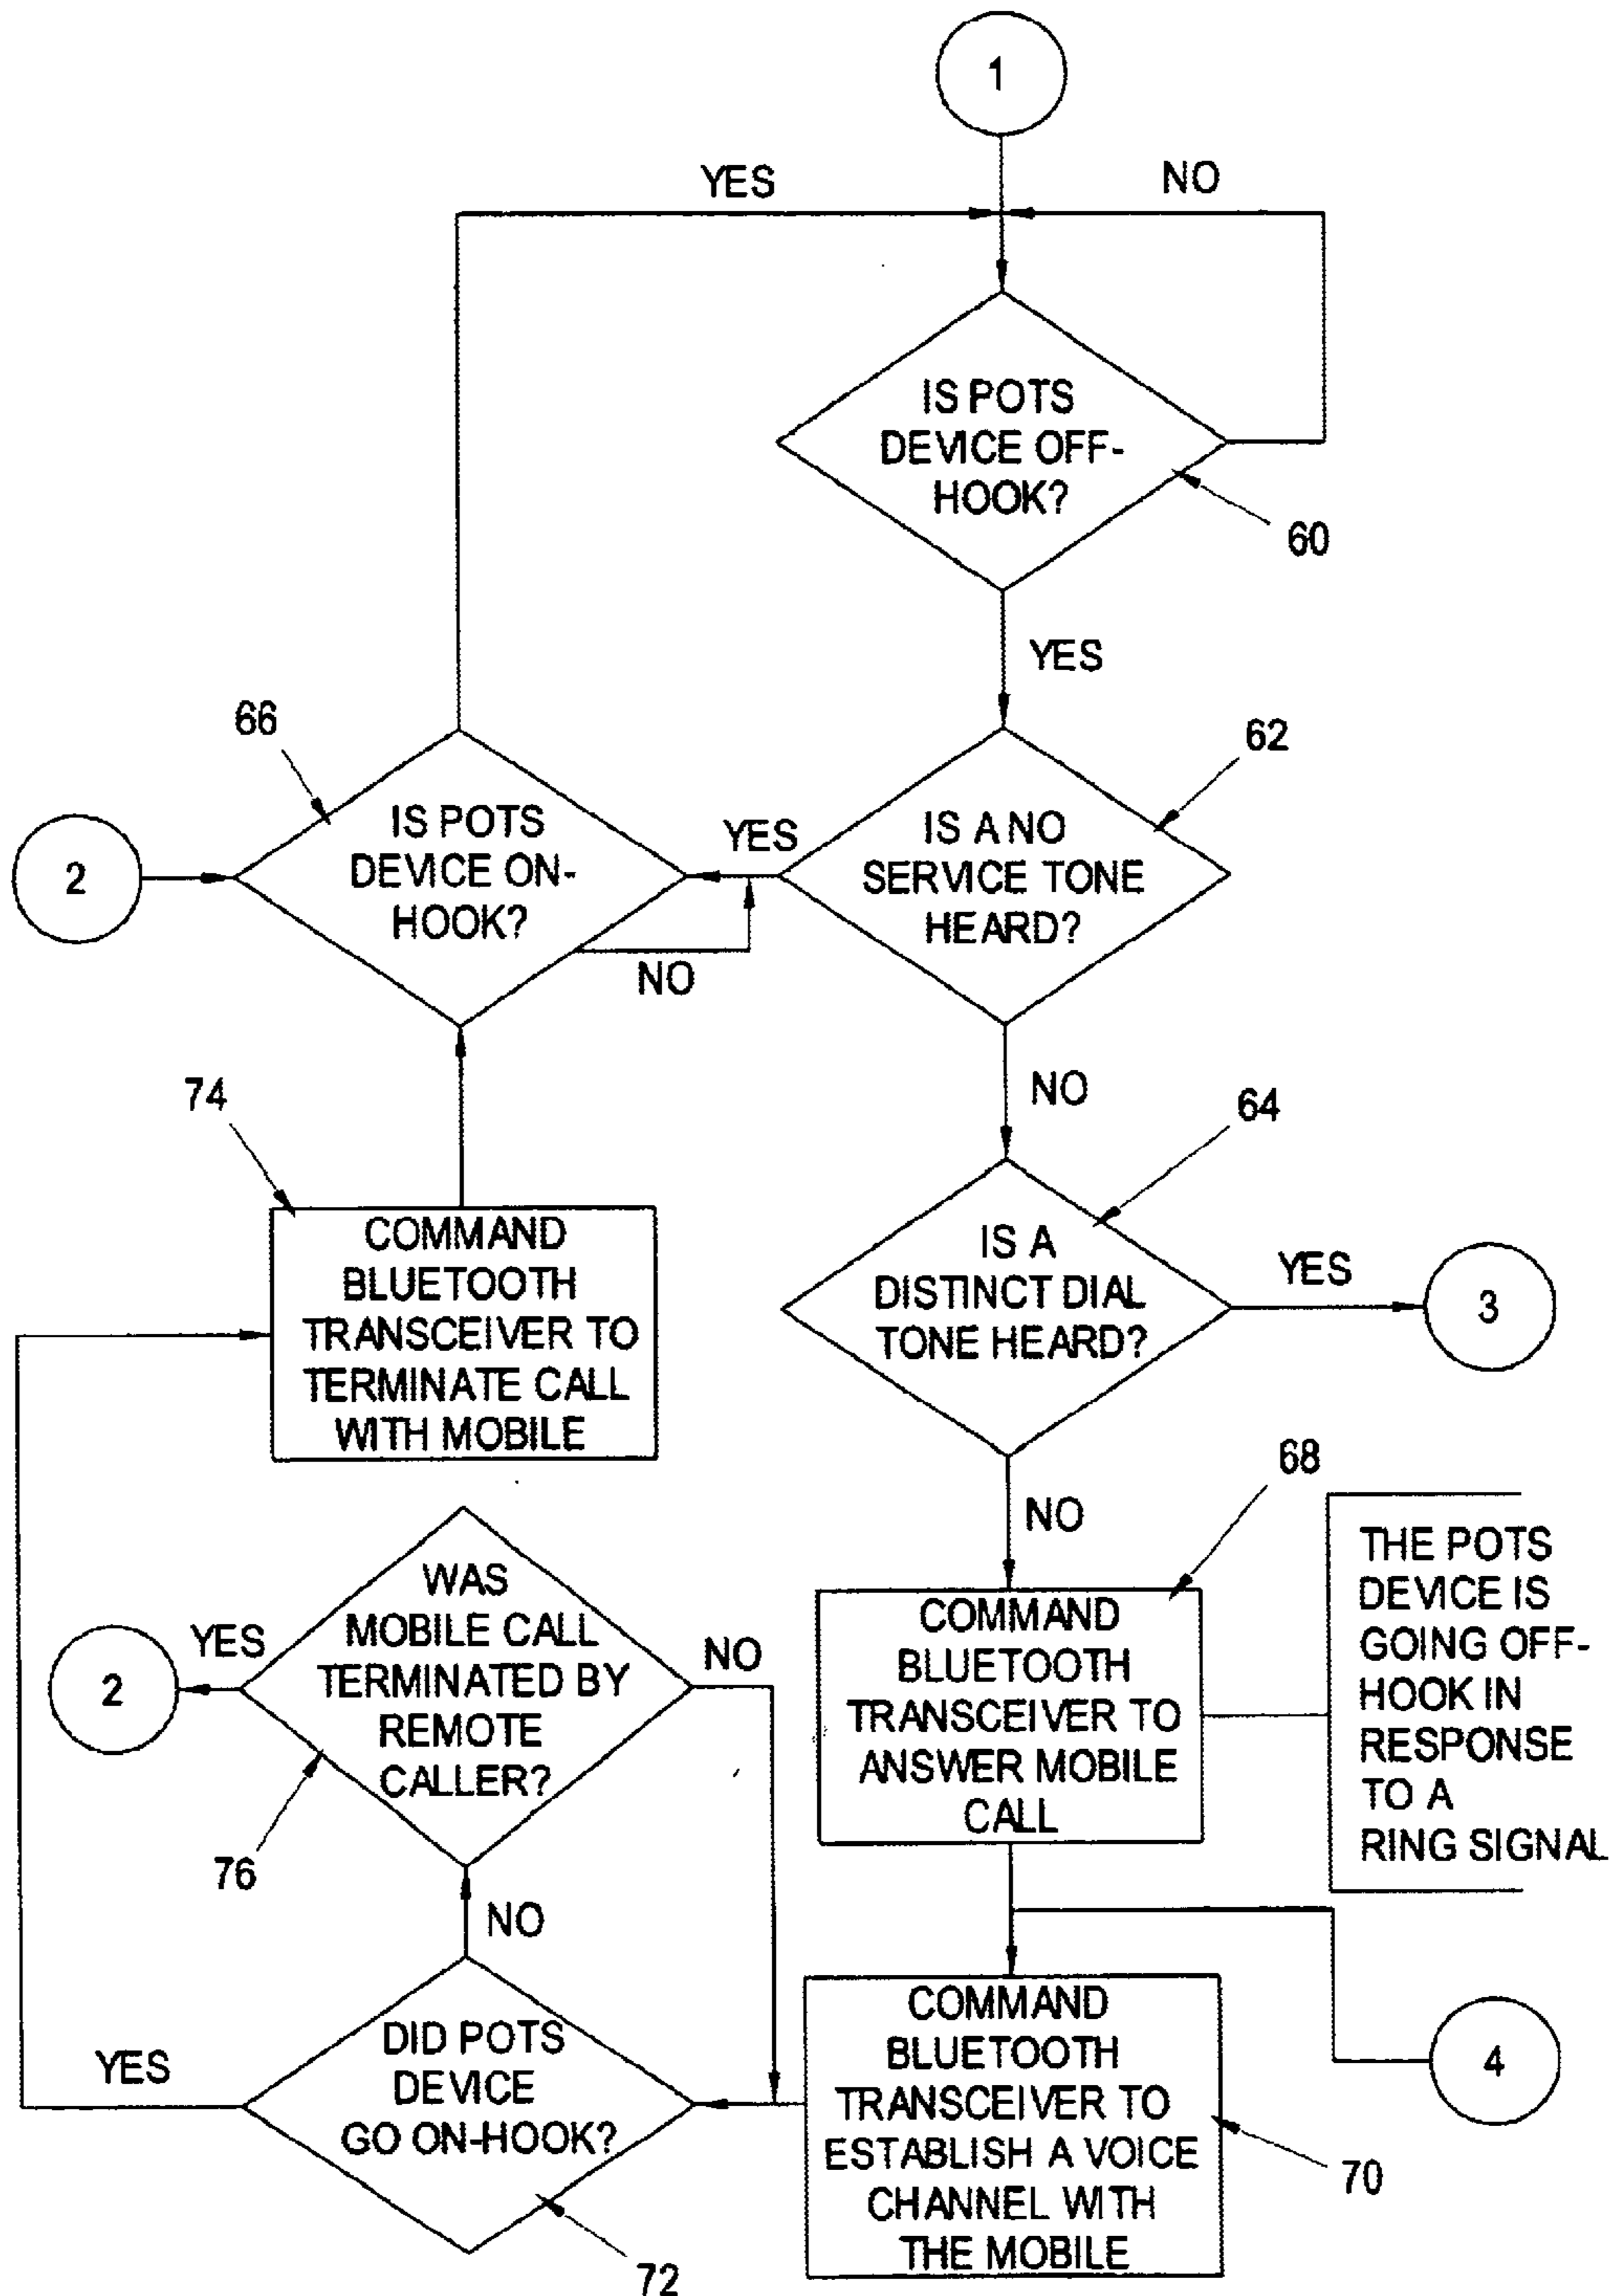 1
YES
NO
IS POTS
DEVICE OFF-
HOOK?
60
YES
66
62
2
IS POTS
DEVICE ON-
HOOK?
YES
NO
IS A NO
SERVICE TONE
HEARD?
NO
74
64
COMMAND
BLUETOOTH
TRANSCEIVER TO
TERMINATE CALL
WITH MOBILE
IS A
DISTINCT DIAL
TONE HEARD?
YES
3
68
NO
WAS
MOBILE CALL
TERMINATED BY
REMOTE
CALLER?
YES
2
NO
76
COMMAND
BLUETOOTH
TRANSCEIVER TO
ANSWER MOBILE
CALL
THE POTS
DEVICE IS
GOING OFF-
HOOK IN
RESPONSE
TO A
RING SIGNAL
NO
DID POTS
DEVICE
GO ON-HOOK?
YES
72
COMMAND
BLUETOOTH
TRANSCEIVER TO
ESTABLISH A VOICE
CHANNEL WITH
THE MOBILE
4
70